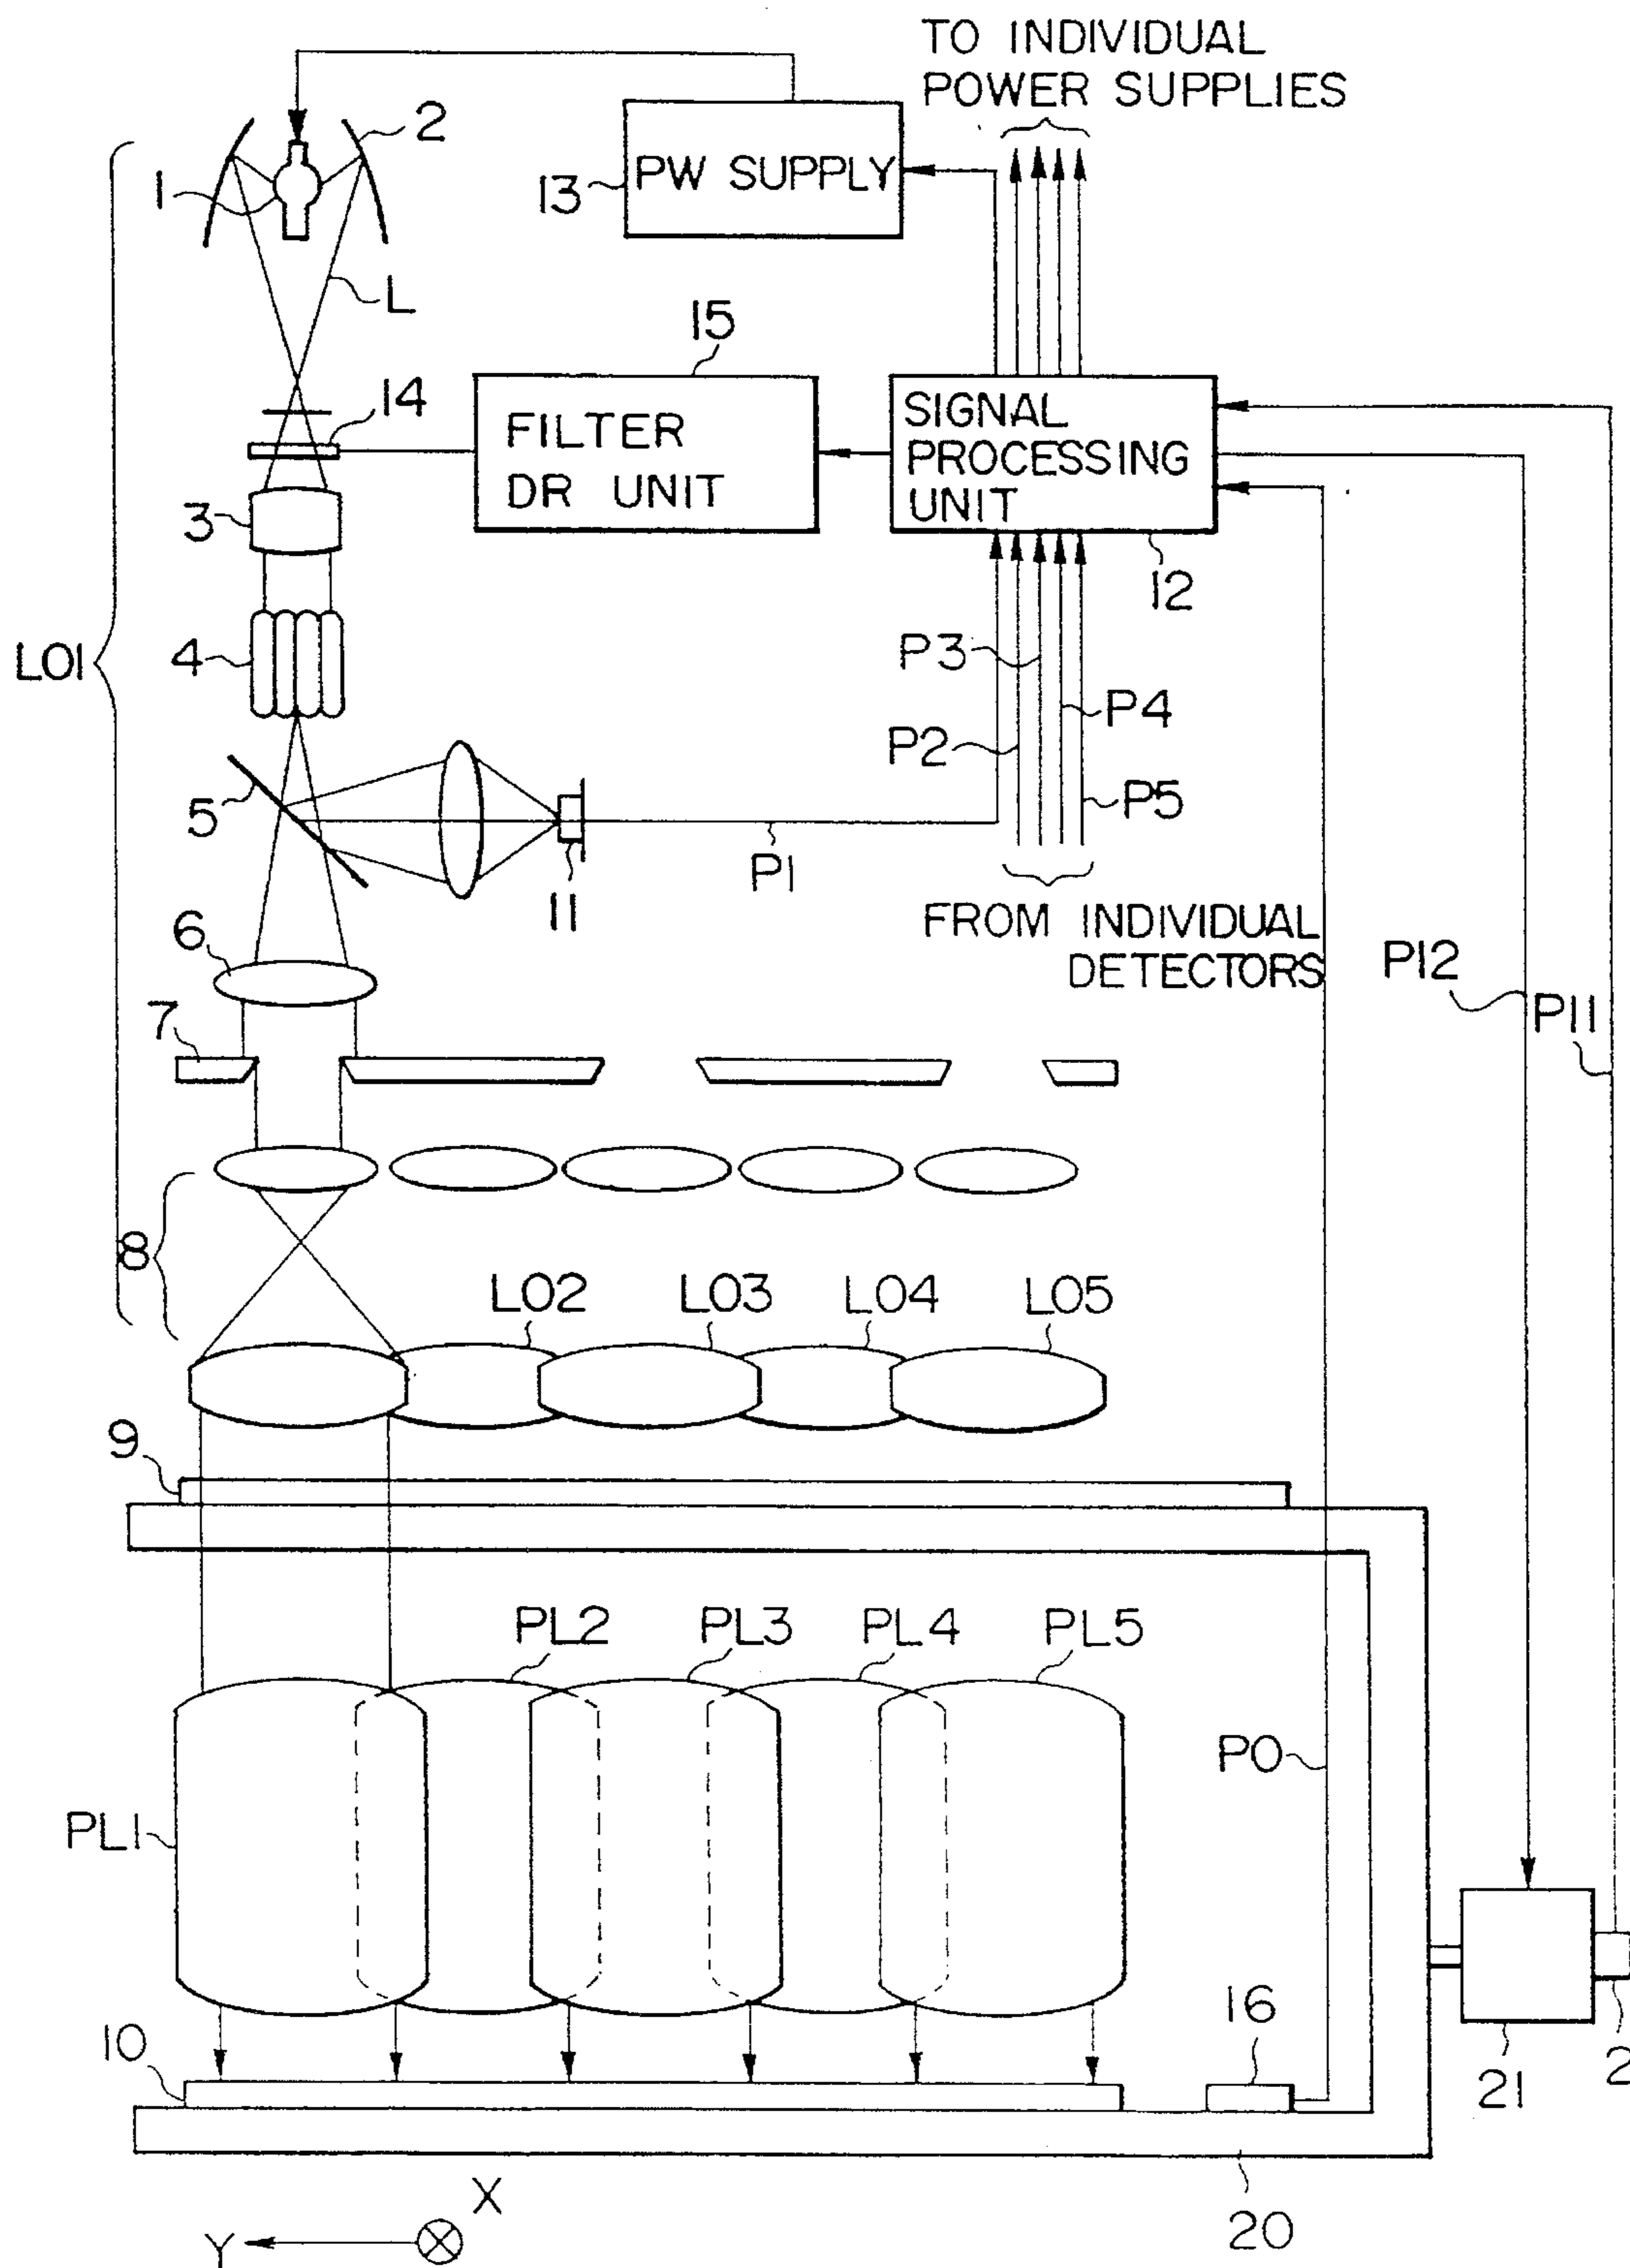 TO INDIVIDUAL
POWER SUPPLIES
2
1
13
PW SUPPLY
L
15
14
FILTER
DR UNIT
SIGNAL
PROCESSING
UNIT
3
12
LO1
4
P3
P4
P2
5
P5
P1
11
FROM INDIVIDUAL
DETECTORS
6
P12
P11
7
8
LO2
LO3
LO4
LO5
9
PL2
PL3
PL4
PL5
PO
PL1
10
16
21
20
X
Y